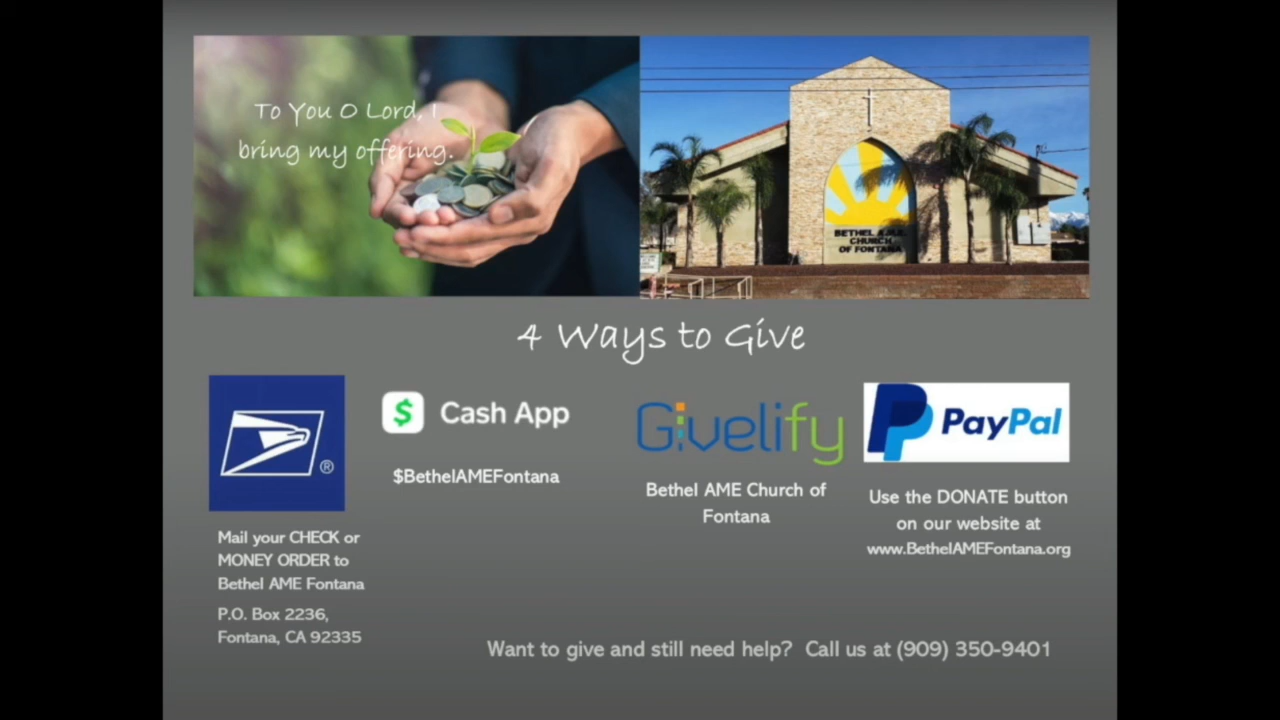 To You O Lord, I
bring my offering.
BETHEL A.M.E
CHURCH
OF FONTANA
4 Ways to Give
®
Mail your CHECK or
MONEY ORDER to
Bethel AME Fontana
P.O. Box 2236,
Fontana, CA 92335
$ Cash App
$BethelAMEFontana
Givelify
Bethel AME Church of
Fontana
PayPal
Use the DONATE button
on our website at
www.BethelAMEFontana.org
Want to give and still need help? Call us at (909) 350-9401